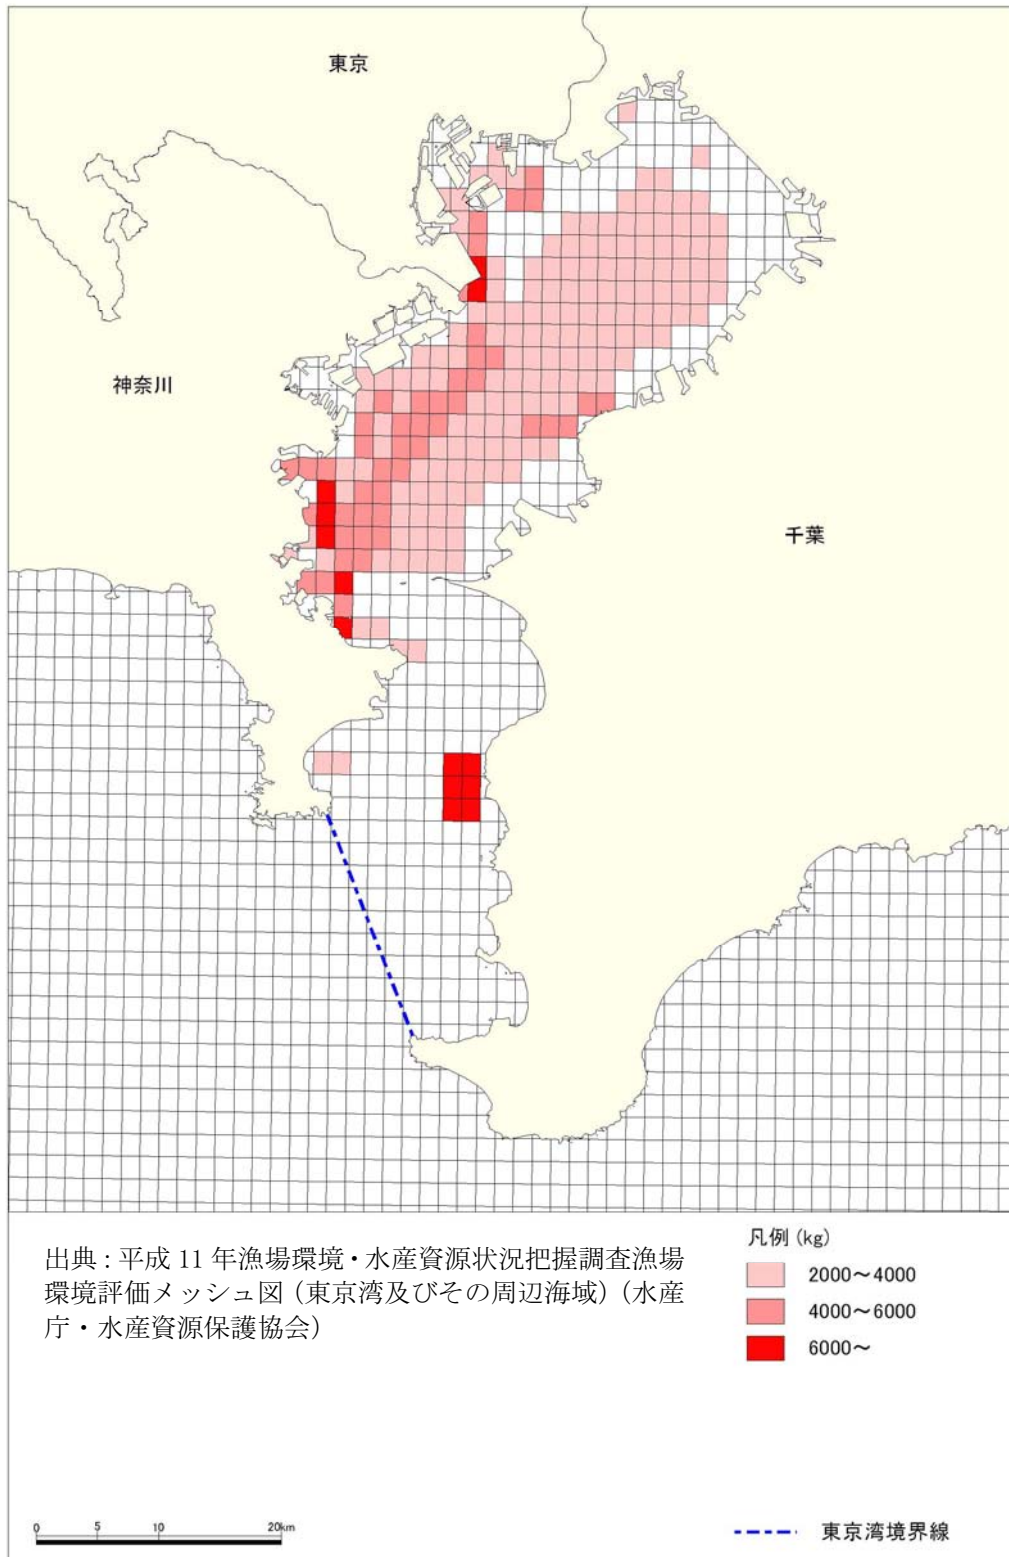 東京
神奈川
千葉
出典：平成 11 年漁場環境・水産資源状況把握調査漁場
環境評価メッシュ図（東京湾及びその周辺海域）（水産
庁・水産資源保護協会）
凡例 (kg)
2000～4000
4000～6000
6000～
0 5 10 20km
東京湾境界線